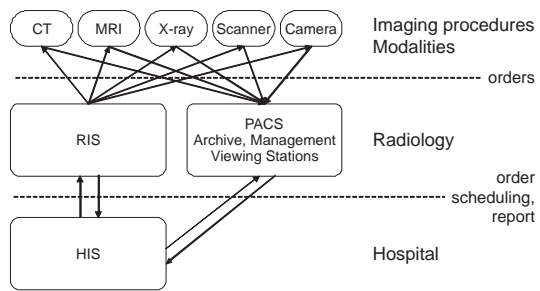 CT MRI X-ray Scanner Camera
Imaging procedures
Modalities
orders
RIS
PACS
Archive, Management
Viewing Stations
Radiology
order
scheduling,
report
HIS
Hospital